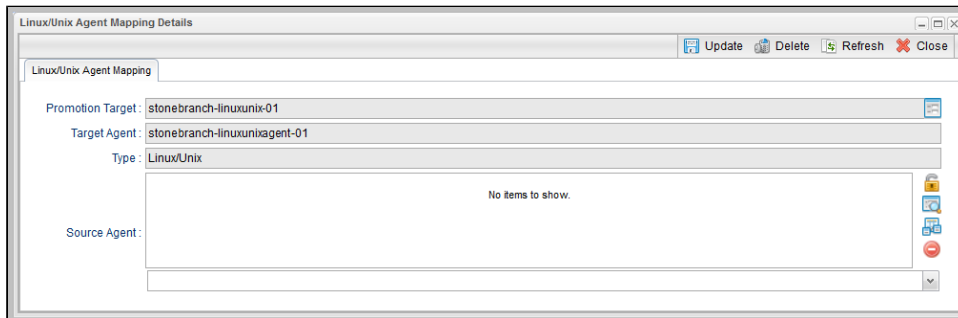 Linux/Unix Agent Mapping Details
Update Delete Refresh Close
Linux/Unix Agent Mapping
Promotion Target : stonebranch-linuxunix-01
Target Agent : stonebranch-linuxunixagent-01
Type : Linux/Unix
No items to show.
Source Agent :